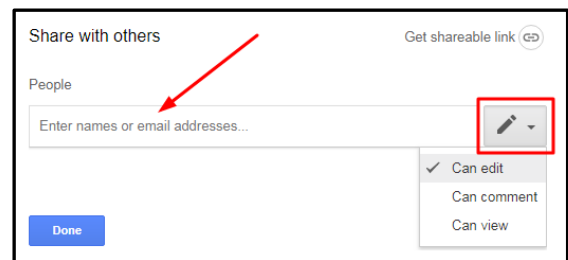 Share with others
Get shareable link
People
Enter names or email addresses...
Can edit
Can comment
Can view
Done